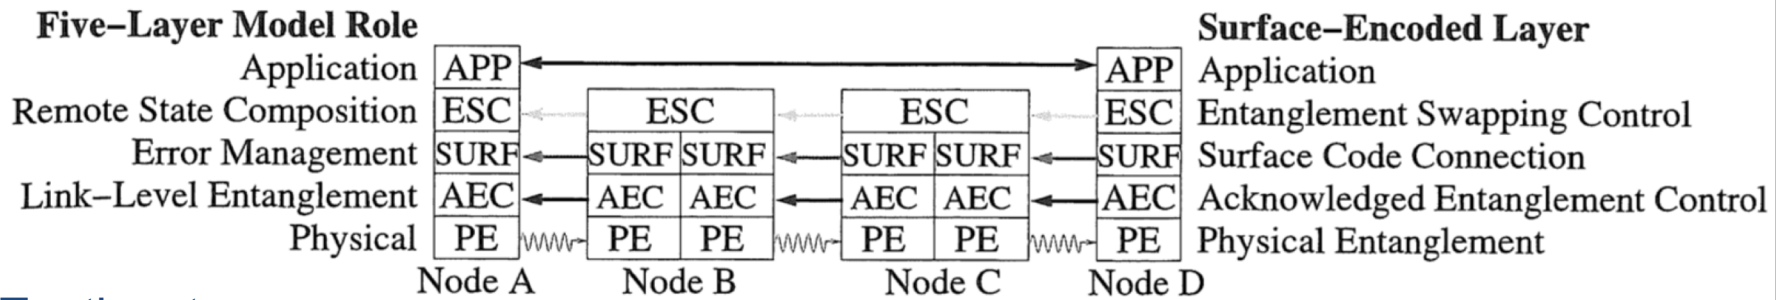 Five–Layer Model Role Surface–Encoded Layer
Application APP APP Application
Remote State Composition ESC ESC ESC ESC Entanglement Swapping Control
Error Management SURF SURF SURF SURF SURF SURF Surface Code Connection
Link–Level Entanglement AEC AEC AEC AEC AEC AEC Acknowledged Entanglement Control
Physical PE PE PE PE PE PE Physical Entanglement
Node A Node B Node C Node D